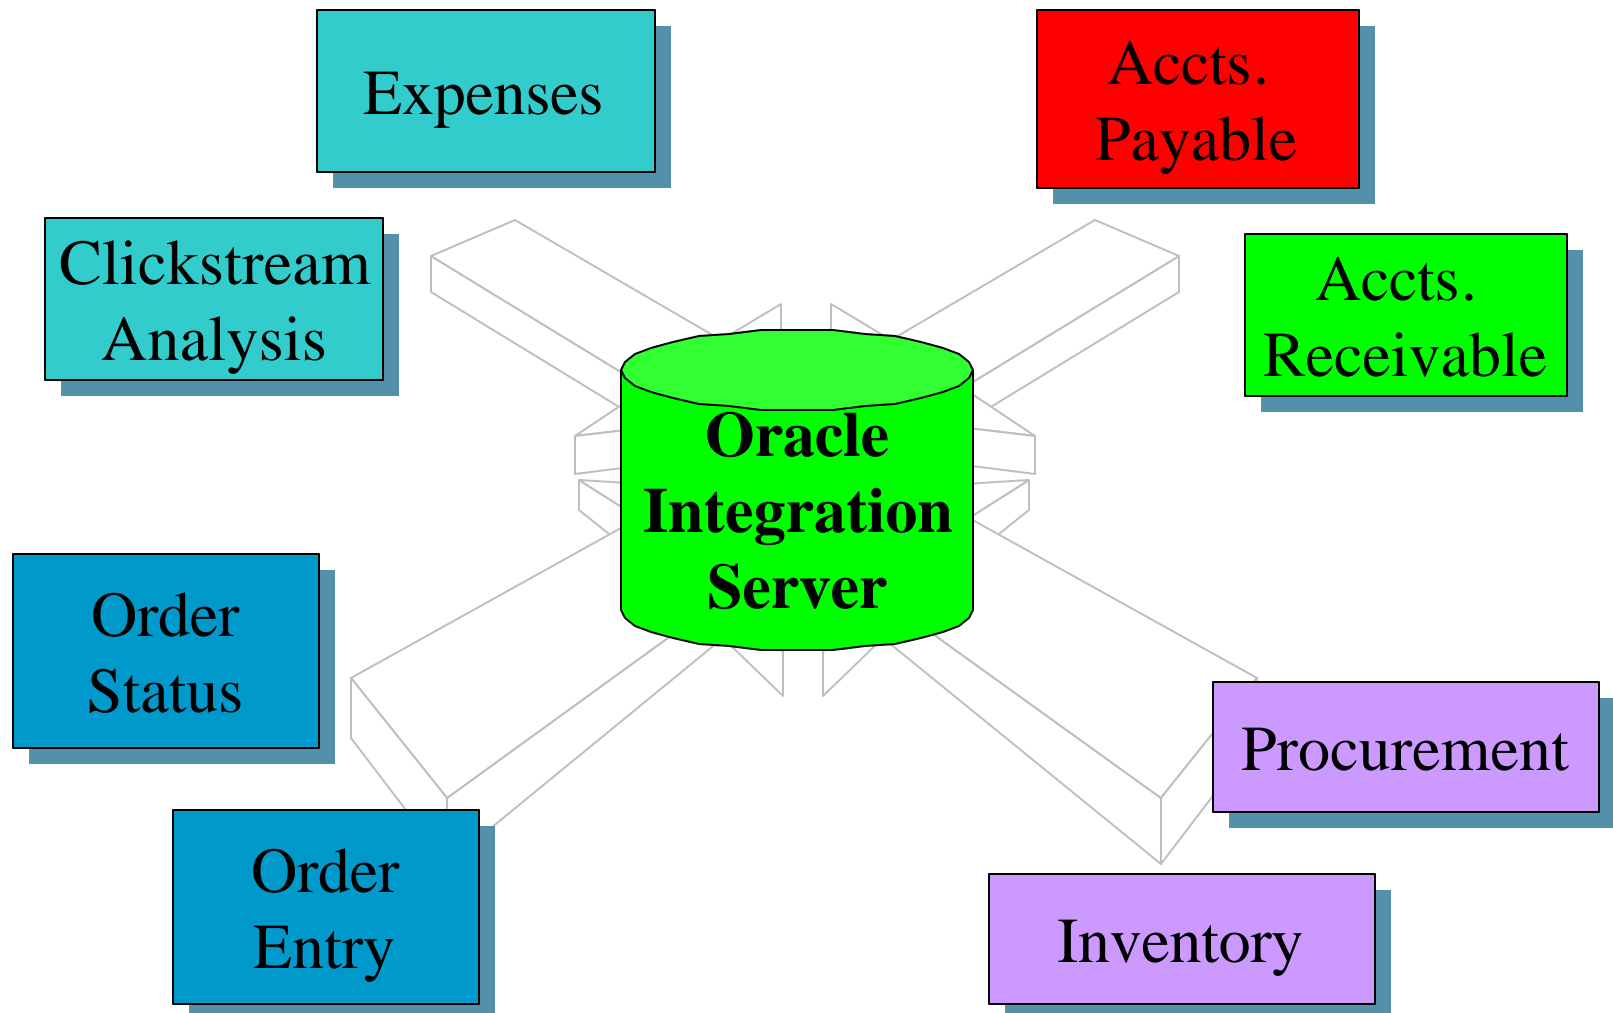 Expenses
Accts.
Payable
Clickstream
Analysis
Accts.
Receivable
Oracle
Integration
Server
Order
Status
Procurement
Order
Entry
Inventory